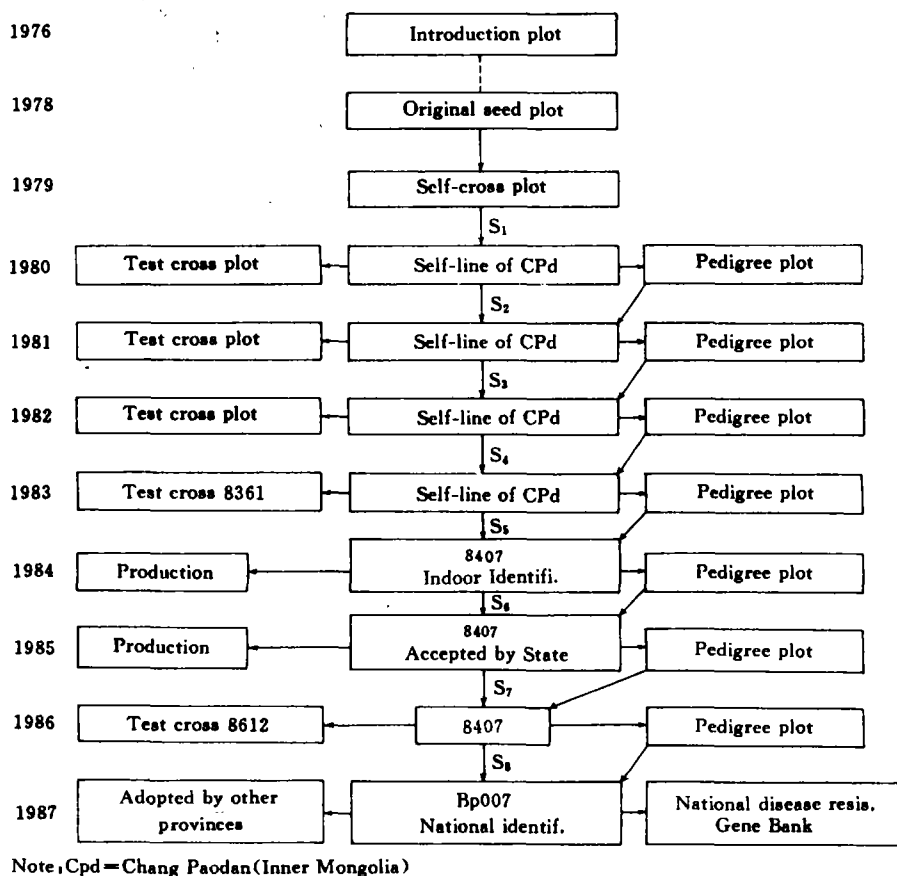 1976
Introduction plot
1978
Original seed plot
1979
Self-cross plot
S₁
1980
Test cross plot
Self-line of CPd
Pedigree plot
S₂
1981
Test cross plot
Self-line of CPd
Pedigree plot
S₃
1982
Test cross plot
Self-line of CPd
Pedigree plot
S₄
1983
Test cross 8361
Self-line of CPd
Pedigree plot
S₅
1984
Production
8407
Indoor Identifi.
Pedigree plot
S₆
1985
Production
8407
Accepted by State
Pedigree plot
S₇
1986
Test cross 8612
8407
Pedigree plot
S₈
1987
Adopted by other
provinces
Bp007
National identif.
National disease resis.
Gene Bank
Note,Cpd=Chang Paodan(Inner Mongolia)